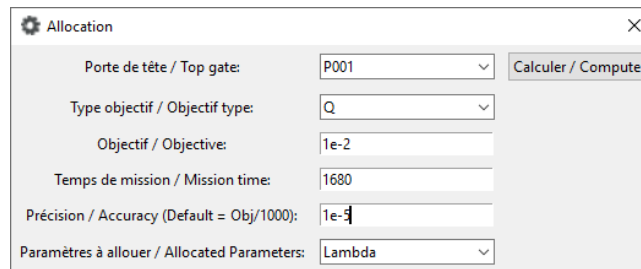 Allocation
Porte de tête / Top gate: P001 Calculer / Compute
Type objectif / Objectif type: Q
Objectif / Objective: 1e-2
Temps de mission / Mission time: 1680
Précision / Accuracy (Default = Obj/1000): 1e-5
Paramètres à allouer / Allocated Parameters: Lambda